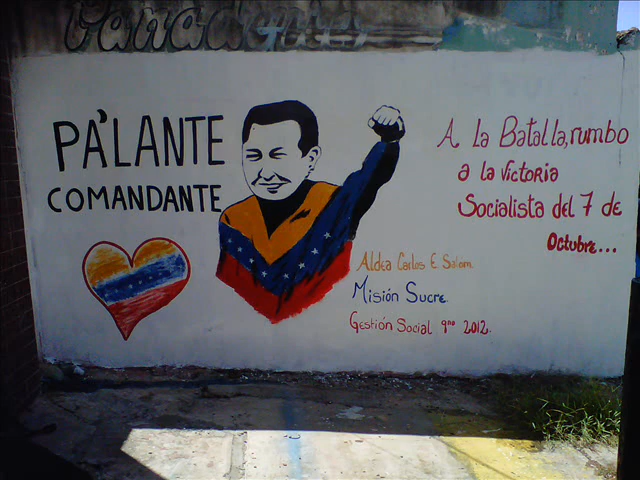 PA'LANTE
COMANDANTE
A la Batalla, rumbo
a la victoria
Socialista del 7 de
Octubre...
Aldea Carlos E. Salom.
Misión Sucre.
Gestión Social 9no 2012.